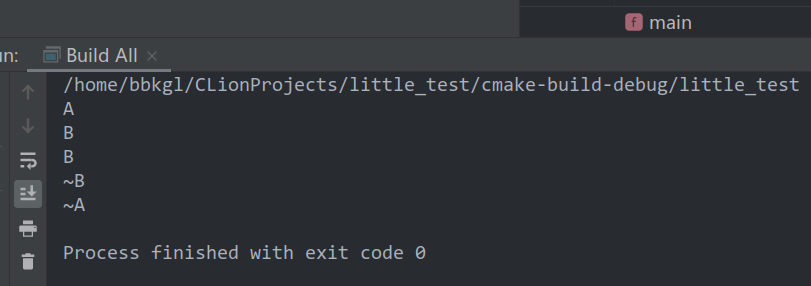 f main
un: Build All ×
/home/bbkgl/CLionProjects/little_test/cmake-build-debug/little_test
A
B
B
~B
~A
Process finished with exit code 0